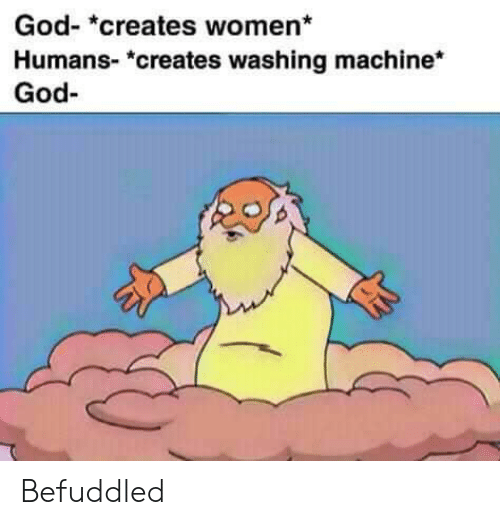 God- *creates women*
Humans- *creates washing machine*
God-
Befuddled